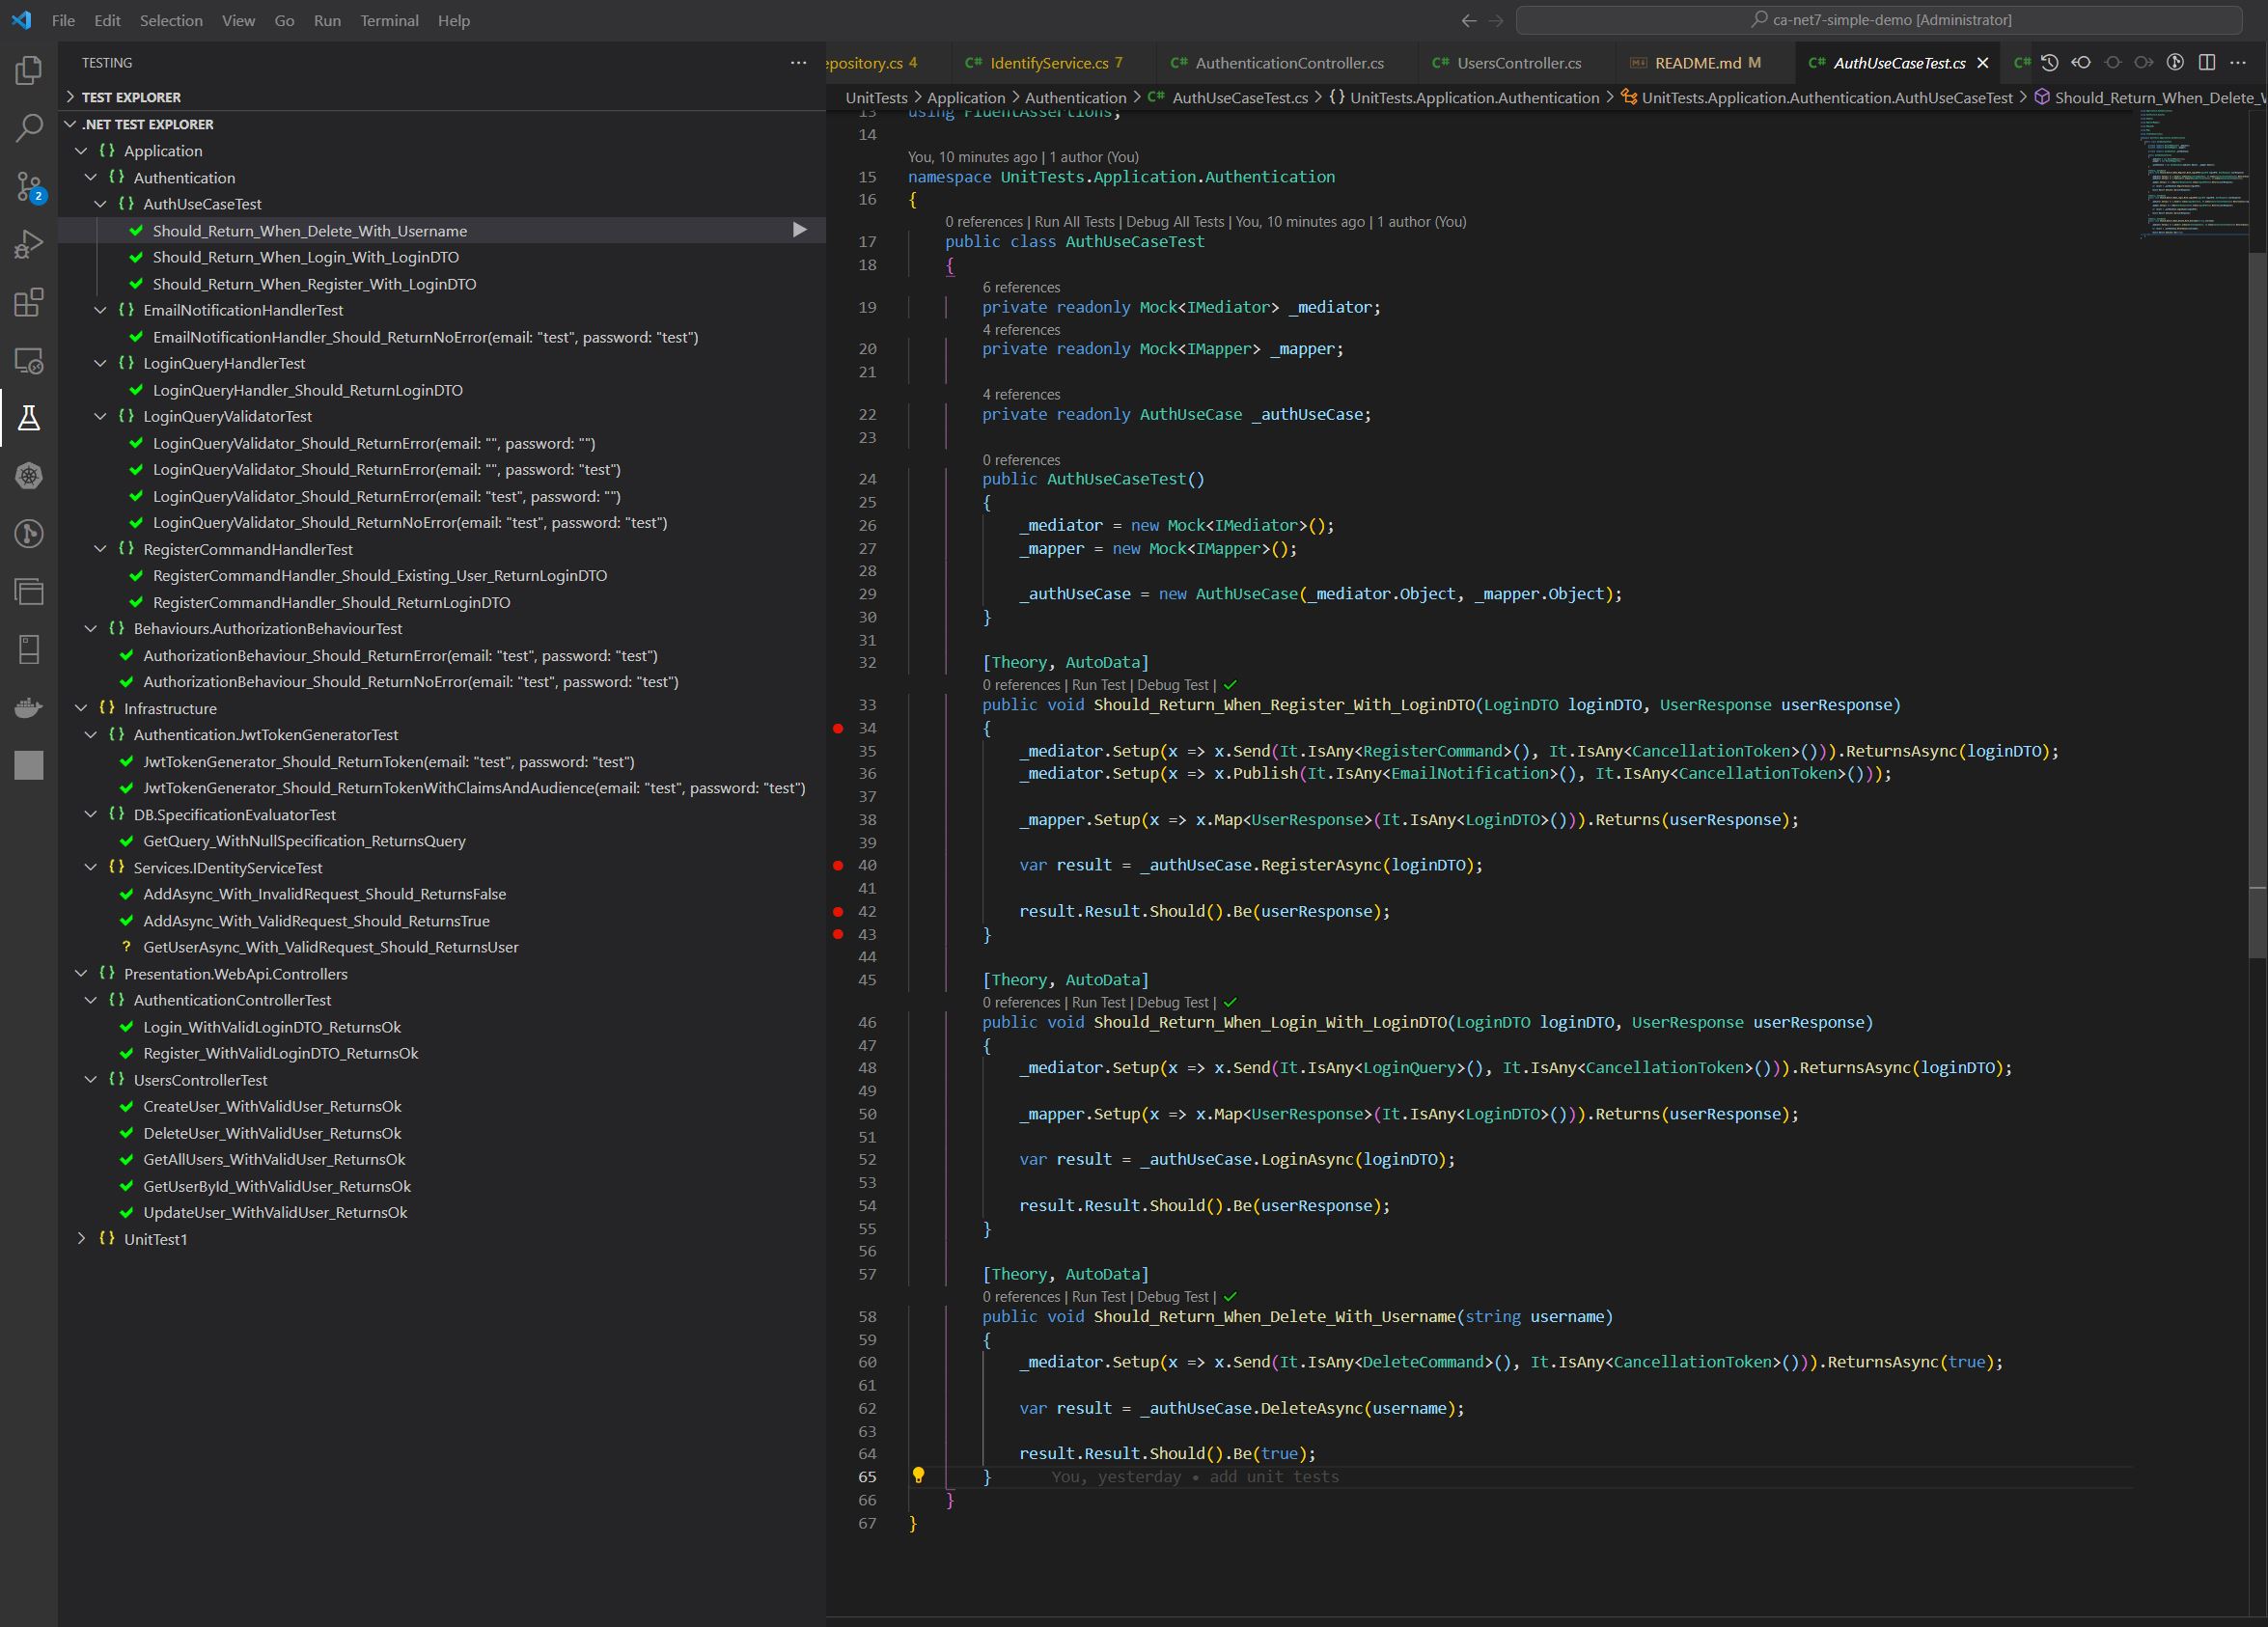 File Edit Selection View Go Run Terminal Help
ca-net7-simple-demo [Administrator]
TESTING
TEST EXPLORER
.NET TEST EXPLORER
Application
Authentication
AuthUseCaseTest
Should_Return_When_Delete_With_Username
Should_Return_When_Login_With_LoginDTO
Should_Return_When_Register_With_LoginDTO
EmailNotificationHandlerTest
EmailNotificationHandler_Should_ReturnNoError(email: "test", password: "test")
LoginQueryHandlerTest
LoginQueryHandler_Should_ReturnLoginDTO
LoginQueryValidatorTest
LoginQueryValidator_Should_ReturnError(email: "", password: "")
LoginQueryValidator_Should_ReturnError(email: "", password: "test")
LoginQueryValidator_Should_ReturnError(email: "test", password: "")
LoginQueryValidator_Should_ReturnNoError(email: "test", password: "test")
RegisterCommandHandlerTest
RegisterCommandHandler_Should_Existing_User_ReturnLoginDTO
RegisterCommandHandler_Should_ReturnLoginDTO
Behaviours.AuthorizationBehaviourTest
AuthorizationBehaviour_Should_ReturnError(email: "test", password: "test")
AuthorizationBehaviour_Should_ReturnNoError(email: "test", password: "test")
Infrastructure
Authentication.JwtTokenGeneratorTest
JwtTokenGenerator_Should_ReturnToken(email: "test", password: "test")
JwtTokenGenerator_Should_ReturnTokenWithClaimsAndAudience(email: "test", password: "test")
DB.SpecificationEvaluatorTest
GetQuery_WithNullSpecification_ReturnsQuery
Services.IDentityServiceTest
AddAsync_With_InvalidRequest_Should_ReturnsFalse
AddAsync_With_ValidRequest_Should_ReturnsTrue
? GetUserAsync_With_ValidRequest_Should_ReturnsUser
Presentation.WebApi.Controllers
AuthenticationControllerTest
Login_WithValidLoginDTO_ReturnsOk
Register_WithValidLoginDTO_ReturnsOk
UsersControllerTest
CreateUser_WithValidUser_ReturnsOk
DeleteUser_WithValidUser_ReturnsOk
GetAllUsers_WithValidUser_ReturnsOk
GetUserById_WithValidUser_ReturnsOk
UpdateUser_WithValidUser_ReturnsOk
UnitTest1
2
epository.cs 4 C# IdentifyService.cs 7 C# AuthenticationController.cs C# UsersController.cs README.md M C# AuthUseCaseTest.cs C#
UnitTests > Application > Authentication > C# AuthUseCaseTest.cs > {} UnitTests.Application.Authentication > UnitTests.Application.Authentication.AuthUseCaseTest > Should_Return_When_Delete_
13 using FluentAssertions;
14
You, 10 minutes ago | 1 author (You)
15 namespace UnitTests.Application.Authentication
16 {
0 references | Run All Tests | Debug All Tests | You, 10 minutes ago | 1 author (You)
17 public class AuthUseCaseTest
18 {
6 references
19 private readonly Mock<IMediator> _mediator;
4 references
20 private readonly Mock<IMapper> _mapper;
21
4 references
22 private readonly AuthUseCase _authUseCase;
23
0 references
24 public AuthUseCaseTest()
25 {
26 _mediator = new Mock<IMediator>();
27 _mapper = new Mock<IMapper>();
28
29 _authUseCase = new AuthUseCase(_mediator.Object, _mapper.Object);
30 }
31
32 [Theory, AutoData]
0 references | Run Test | Debug Test | ✓
33 public void Should_Return_When_Register_With_LoginDTO(LoginDTO loginDTO, UserResponse userResponse)
34 {
35 _mediator.Setup(x => x.Send(It.IsAny<RegisterCommand>(), It.IsAny<CancellationToken>())).ReturnsAsync(loginDTO);
36 _mediator.Setup(x => x.Publish(It.IsAny<EmailNotification>(), It.IsAny<CancellationToken>()));
37
38 _mapper.Setup(x => x.Map<UserResponse>(It.IsAny<LoginDTO>())).Returns(userResponse);
39
40 var result = _authUseCase.RegisterAsync(loginDTO);
41
42 result.Result.Should().Be(userResponse);
43 }
44
45 [Theory, AutoData]
0 references | Run Test | Debug Test | ✓
46 public void Should_Return_When_Login_With_LoginDTO(LoginDTO loginDTO, UserResponse userResponse)
47 {
48 _mediator.Setup(x => x.Send(It.IsAny<LoginQuery>(), It.IsAny<CancellationToken>())).ReturnsAsync(loginDTO);
49
50 _mapper.Setup(x => x.Map<UserResponse>(It.IsAny<LoginDTO>())).Returns(userResponse);
51
52 var result = _authUseCase.LoginAsync(loginDTO);
53
54 result.Result.Should().Be(userResponse);
55 }
56
57 [Theory, AutoData]
0 references | Run Test | Debug Test | ✓
58 public void Should_Return_When_Delete_With_Username(string username)
59 {
60 _mediator.Setup(x => x.Send(It.IsAny<DeleteCommand>(), It.IsAny<CancellationToken>())).ReturnsAsync(true);
61
62 var result = _authUseCase.DeleteAsync(username);
63
64 result.Result.Should().Be(true);
65 } You, yesterday • add unit tests
66 }
67 }